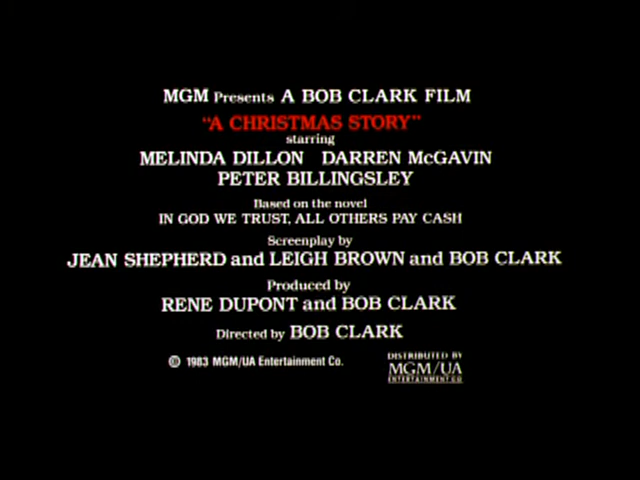 MGM Presents A BOB CLARK FILM
"A CHRISTMAS STORY"
starring
MELINDA DILLON DARREN McGAVIN
PETER BILLINGSLEY
Based on the novel
IN GOD WE TRUST, ALL OTHERS PAY CASH
Screenplay by
JEAN SHEPHERD and LEIGH BROWN and BOB CLARK
Produced by
RENE DUPONT and BOB CLARK
Directed by BOB CLARK
© 1983 MGM/UA Entertainment Co.
DISTRIBUTED BY
MGM/UA
ENTERTAINMENT CO